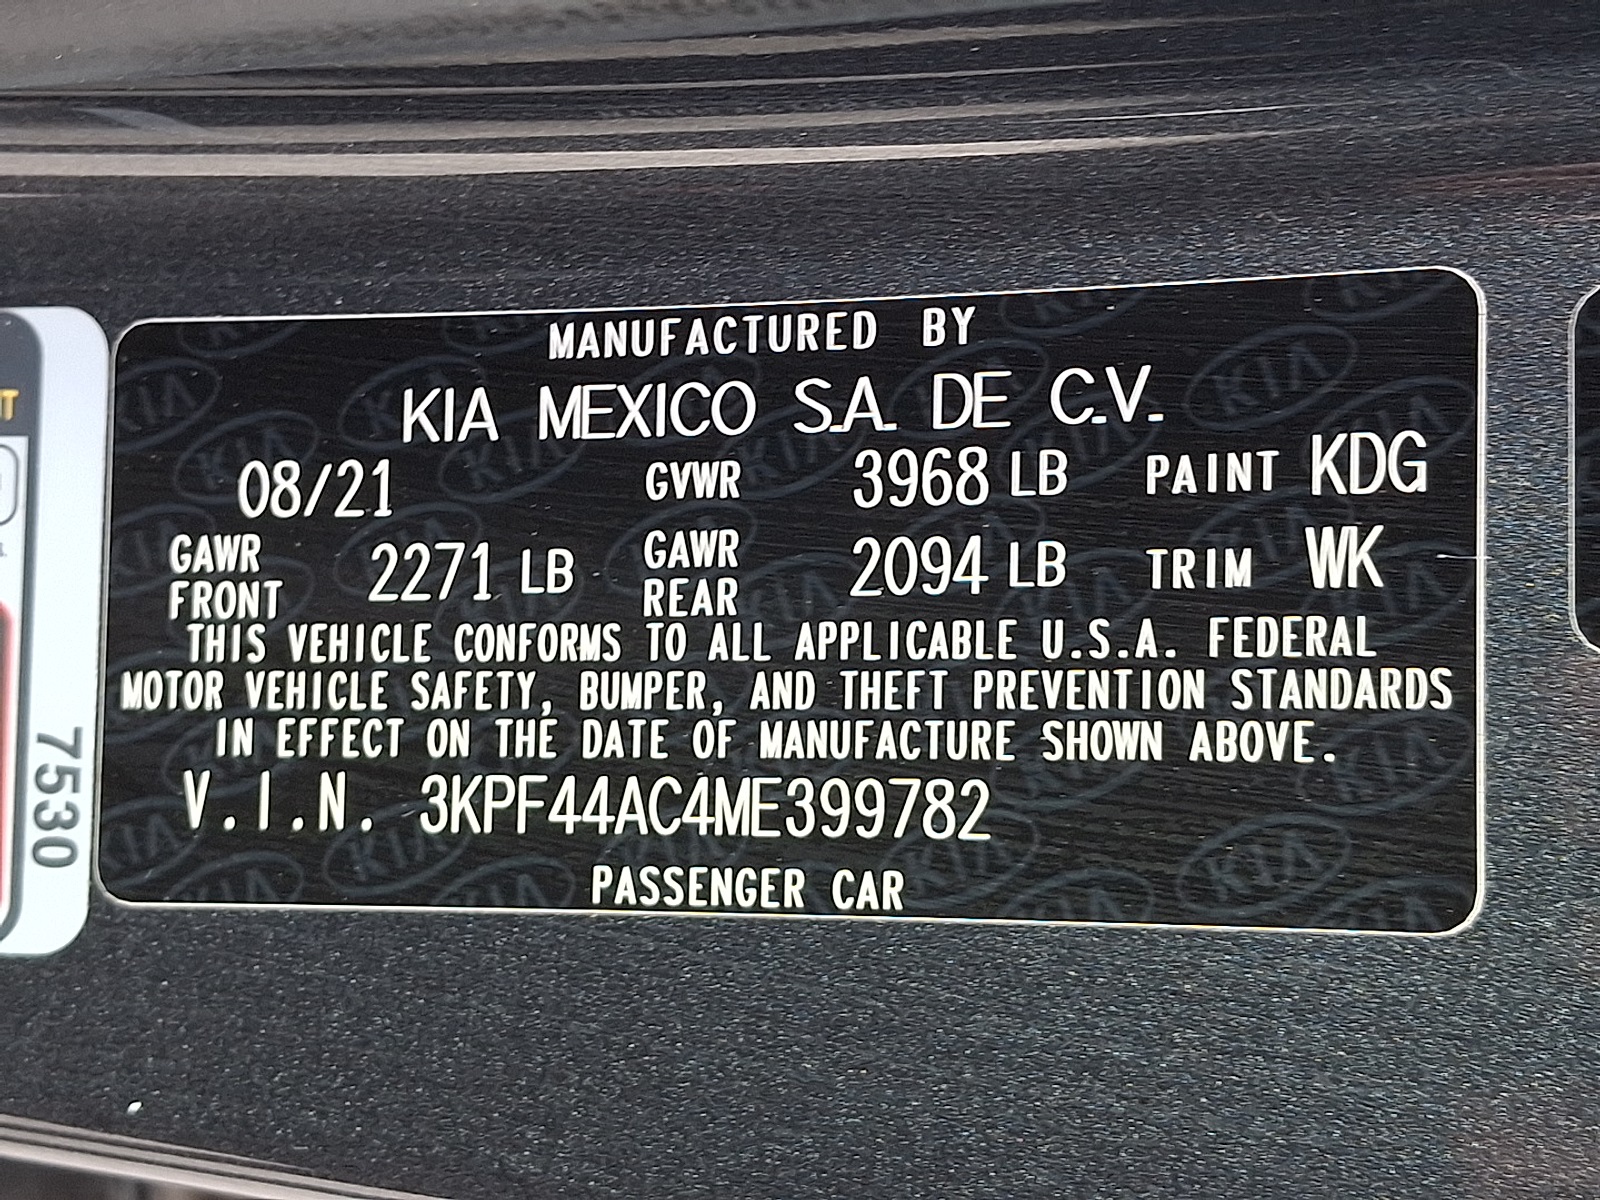 MANUFACTURED BY
KIA MEXICO S.A. DE C.V.
08/21 GVWR 3968 LB PAINT KDG
GAWR FRONT 2271 LB GAWR REAR 2094 LB TRIM WK
THIS VEHICLE CONFORMS TO ALL APPLICABLE U.S.A. FEDERAL
MOTOR VEHICLE SAFETY, BUMPER, AND THEFT PREVENTION STANDARDS
IN EFFECT ON THE DATE OF MANUFACTURE SHOWN ABOVE.
V.I.N. 3KPF44AC4ME399782
PASSENGER CAR
7530